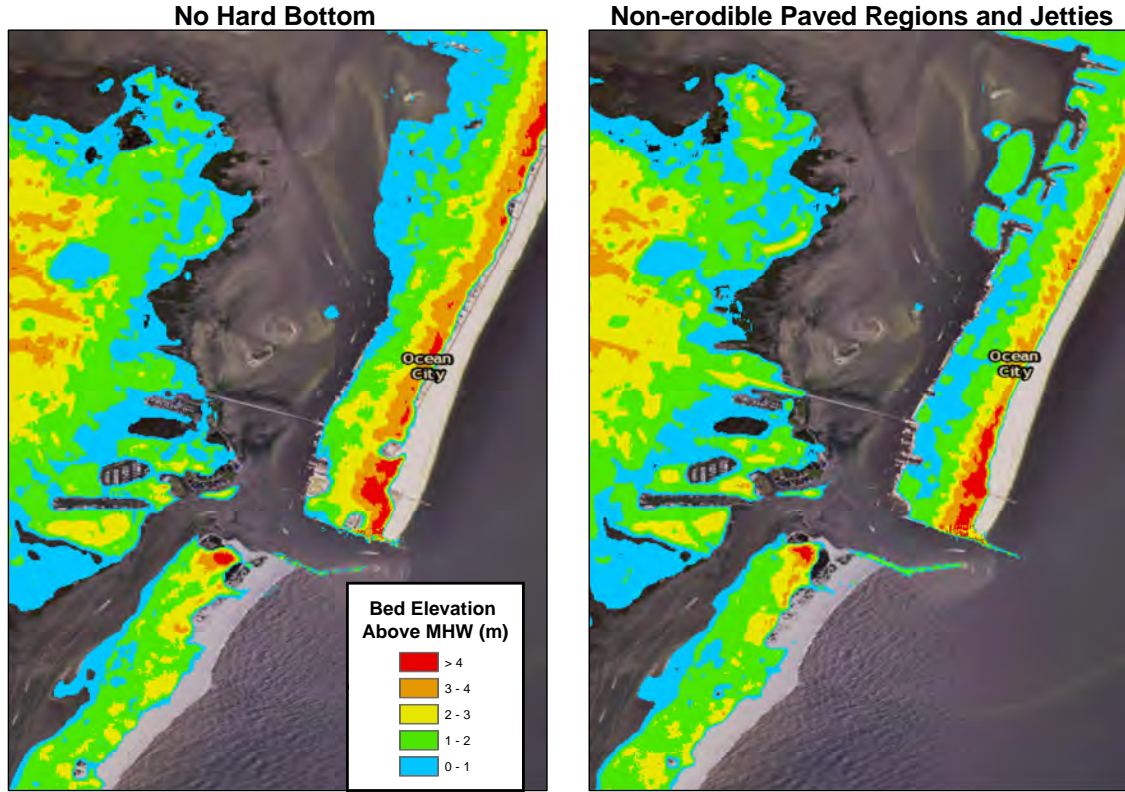 No Hard Bottom
Non-erodible Paved Regions and Jetties
Ocean
City
Bed Elevation
Above MHW (m)
> 4
3 - 4
2 - 3
1 - 2
0 - 1
Ocean
City